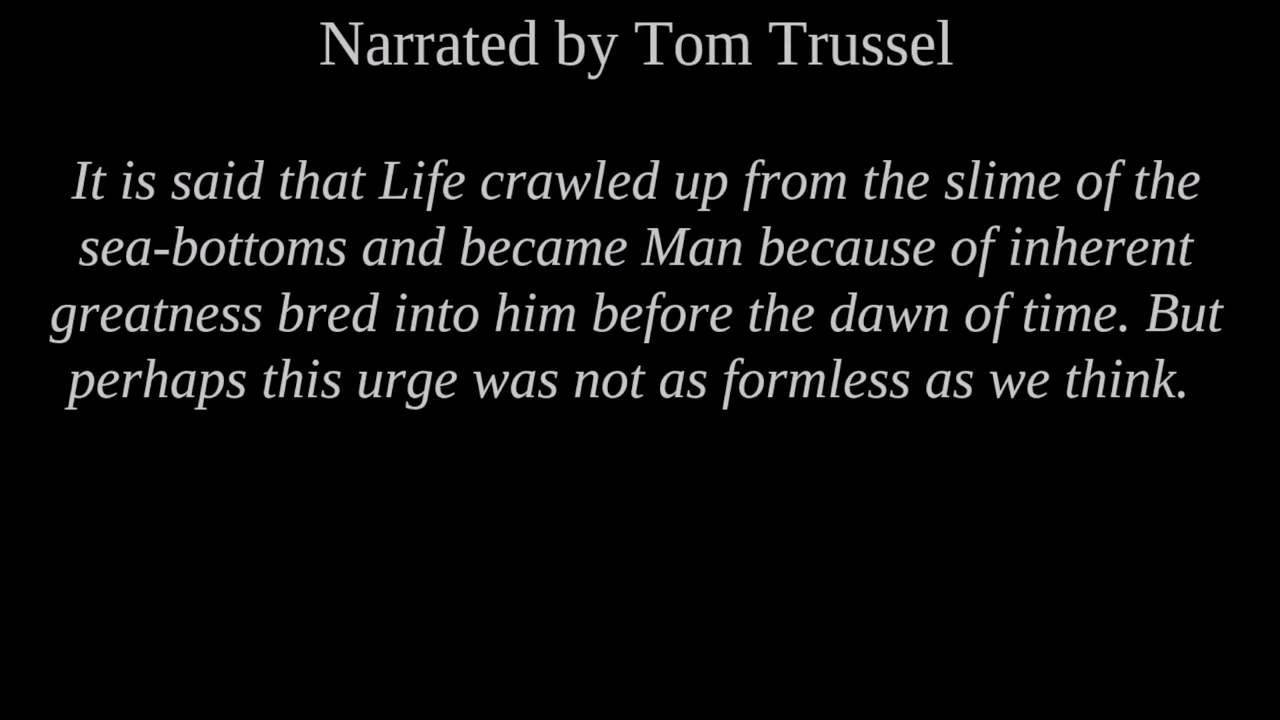 Narrated by Tom Trussel
It is said that Life crawled up from the slime of the
sea-bottoms and became Man because of inherent
greatness bred into him before the dawn of time. But
perhaps this urge was not as formless as we think.